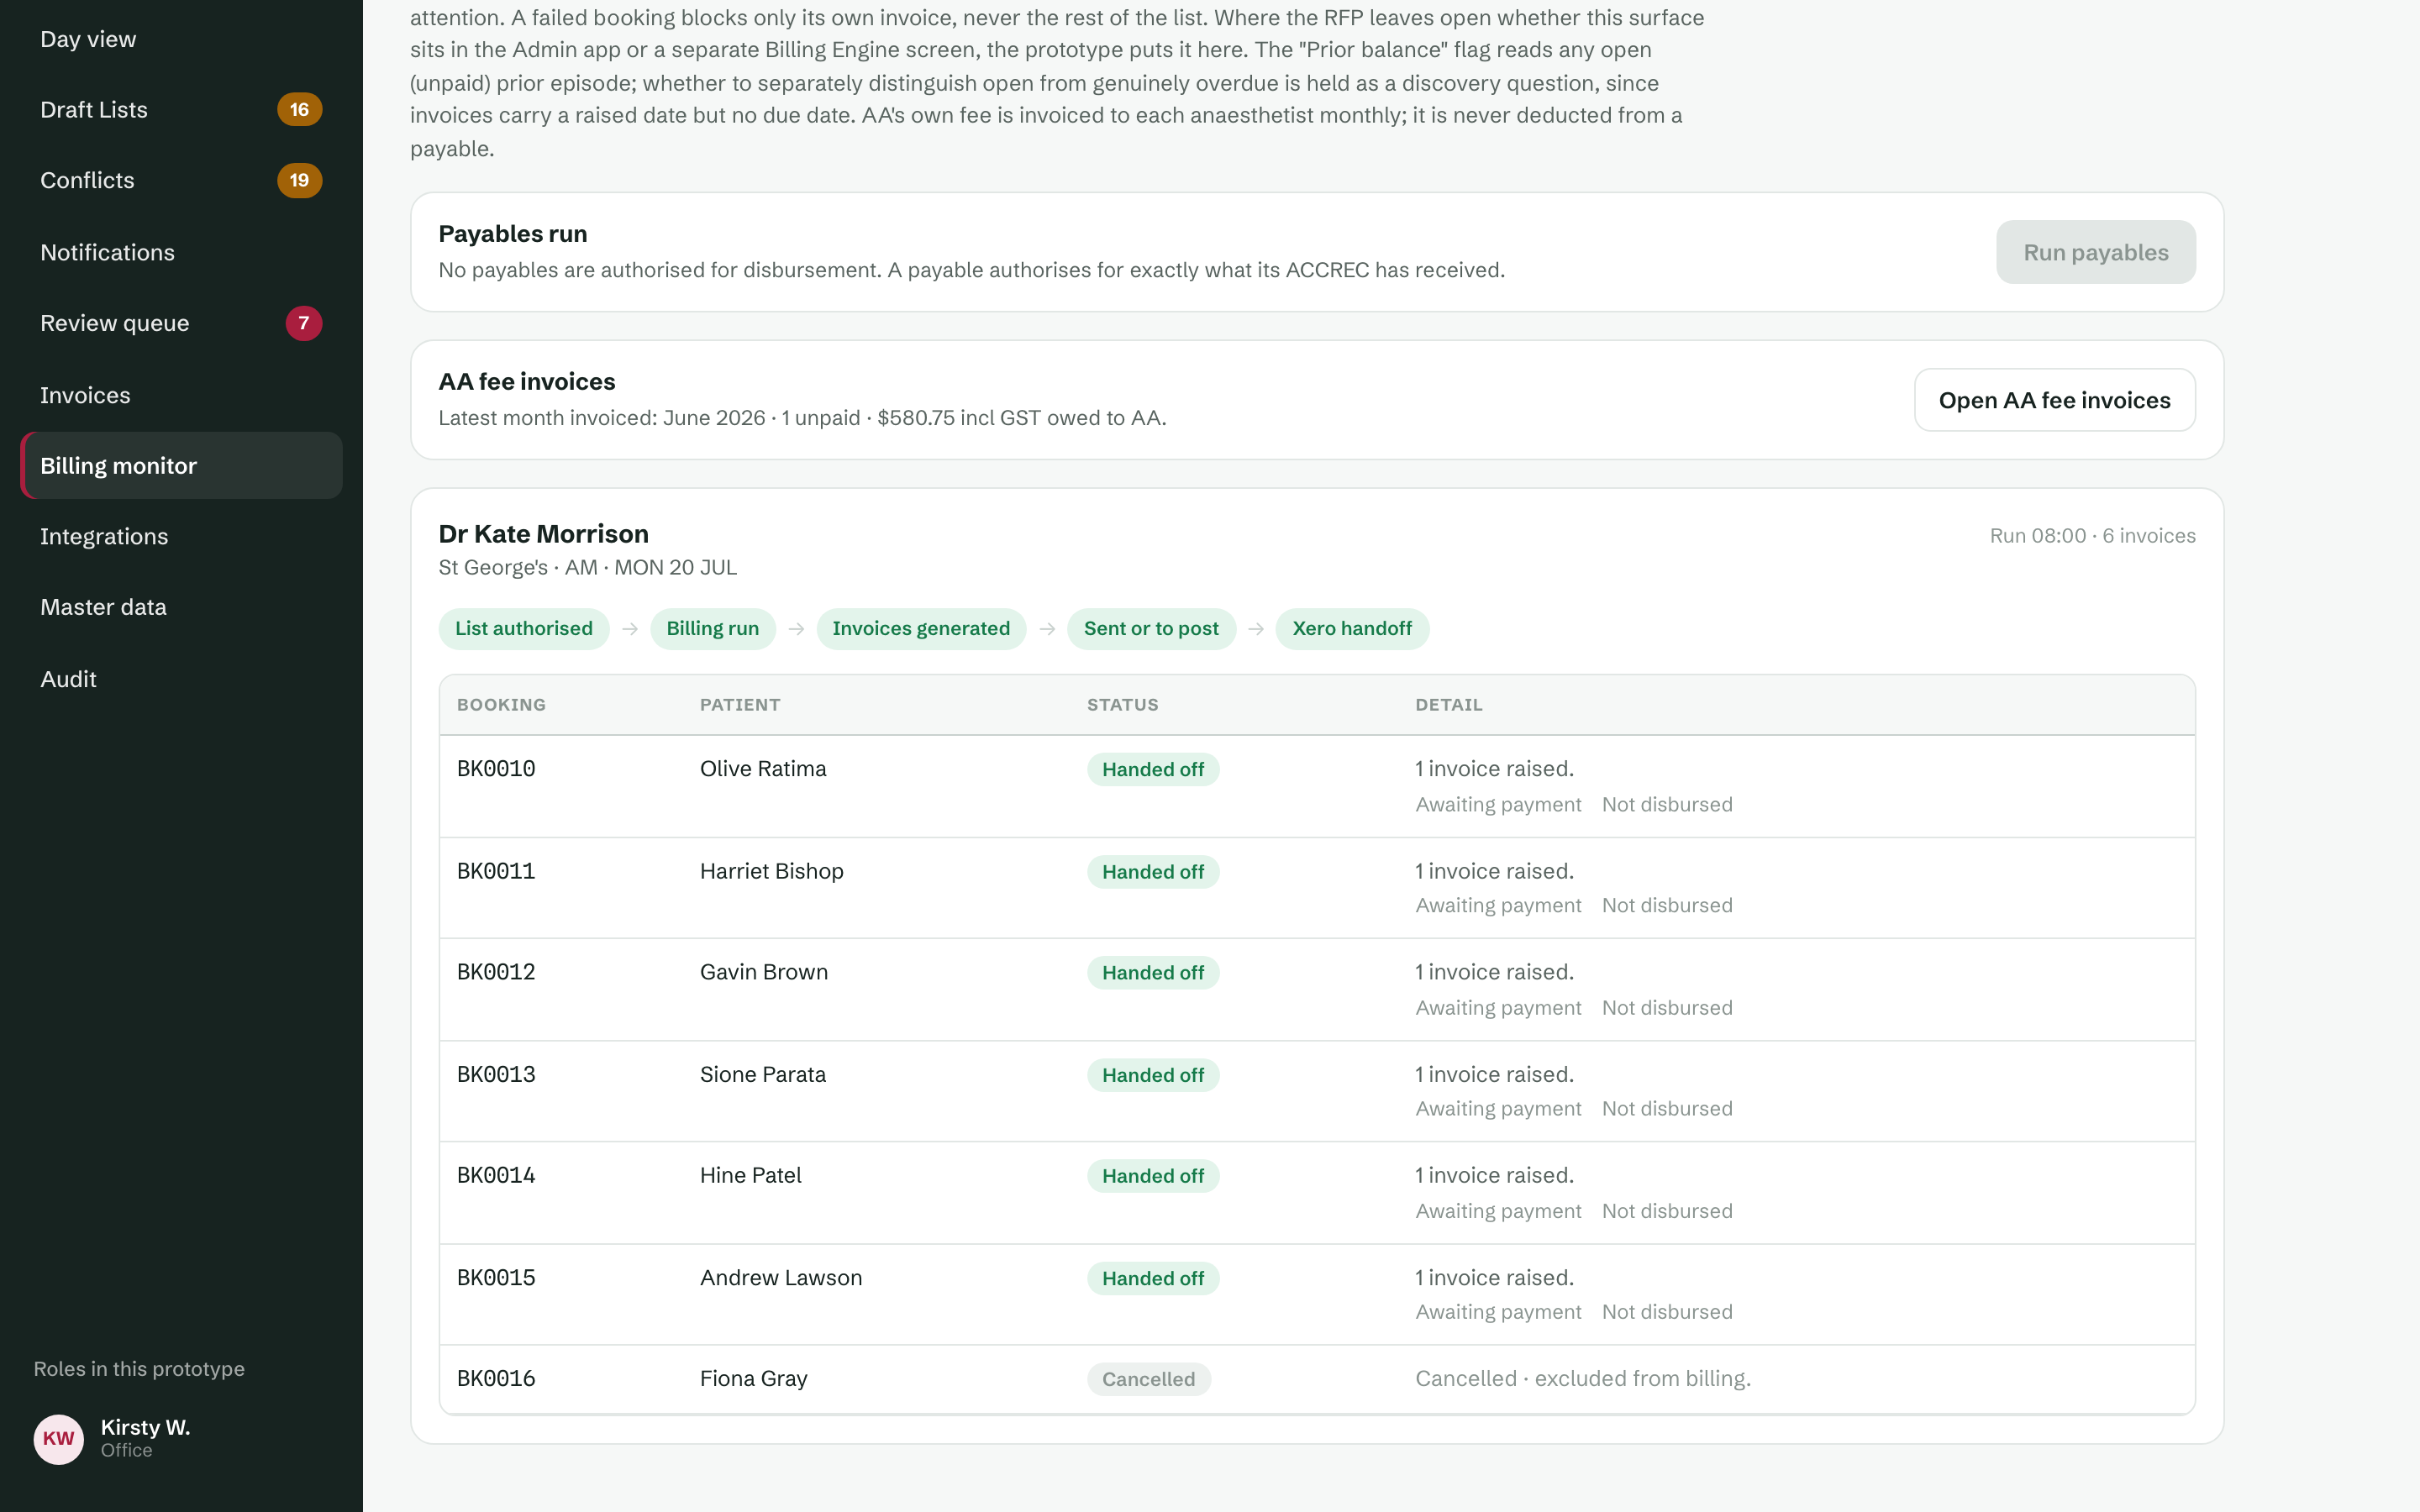 Day view
Draft Lists 16
Conflicts 19
Notifications
Review queue 7
Invoices
Billing monitor
Integrations
Master data
Audit
Roles in this prototype
KW Kirsty W.
Office
attention. A failed booking blocks only its own invoice, never the rest of the list. Where the RFP leaves open whether this surface
sits in the Admin app or a separate Billing Engine screen, the prototype puts it here. The "Prior balance" flag reads any open
(unpaid) prior episode; whether to separately distinguish open from genuinely overdue is held as a discovery question, since
invoices carry a raised date but no due date. AA's own fee is invoiced to each anaesthetist monthly; it is never deducted from a
payable.
Payables run
No payables are authorised for disbursement. A payable authorises for exactly what its ACCREC has received.
Run payables
AA fee invoices
Latest month invoiced: June 2026 · 1 unpaid · $580.75 incl GST owed to AA.
Open AA fee invoices
Dr Kate Morrison
St George's · AM · MON 20 JUL
Run 08:00 · 6 invoices
List authorised → Billing run → Invoices generated → Sent or to post → Xero handoff
BOOKING PATIENT STATUS DETAIL
BK0010 Olive Ratima Handed off 1 invoice raised.
Awaiting payment Not disbursed
BK0011 Harriet Bishop Handed off 1 invoice raised.
Awaiting payment Not disbursed
BK0012 Gavin Brown Handed off 1 invoice raised.
Awaiting payment Not disbursed
BK0013 Sione Parata Handed off 1 invoice raised.
Awaiting payment Not disbursed
BK0014 Hine Patel Handed off 1 invoice raised.
Awaiting payment Not disbursed
BK0015 Andrew Lawson Handed off 1 invoice raised.
Awaiting payment Not disbursed
BK0016 Fiona Gray Cancelled Cancelled · excluded from billing.